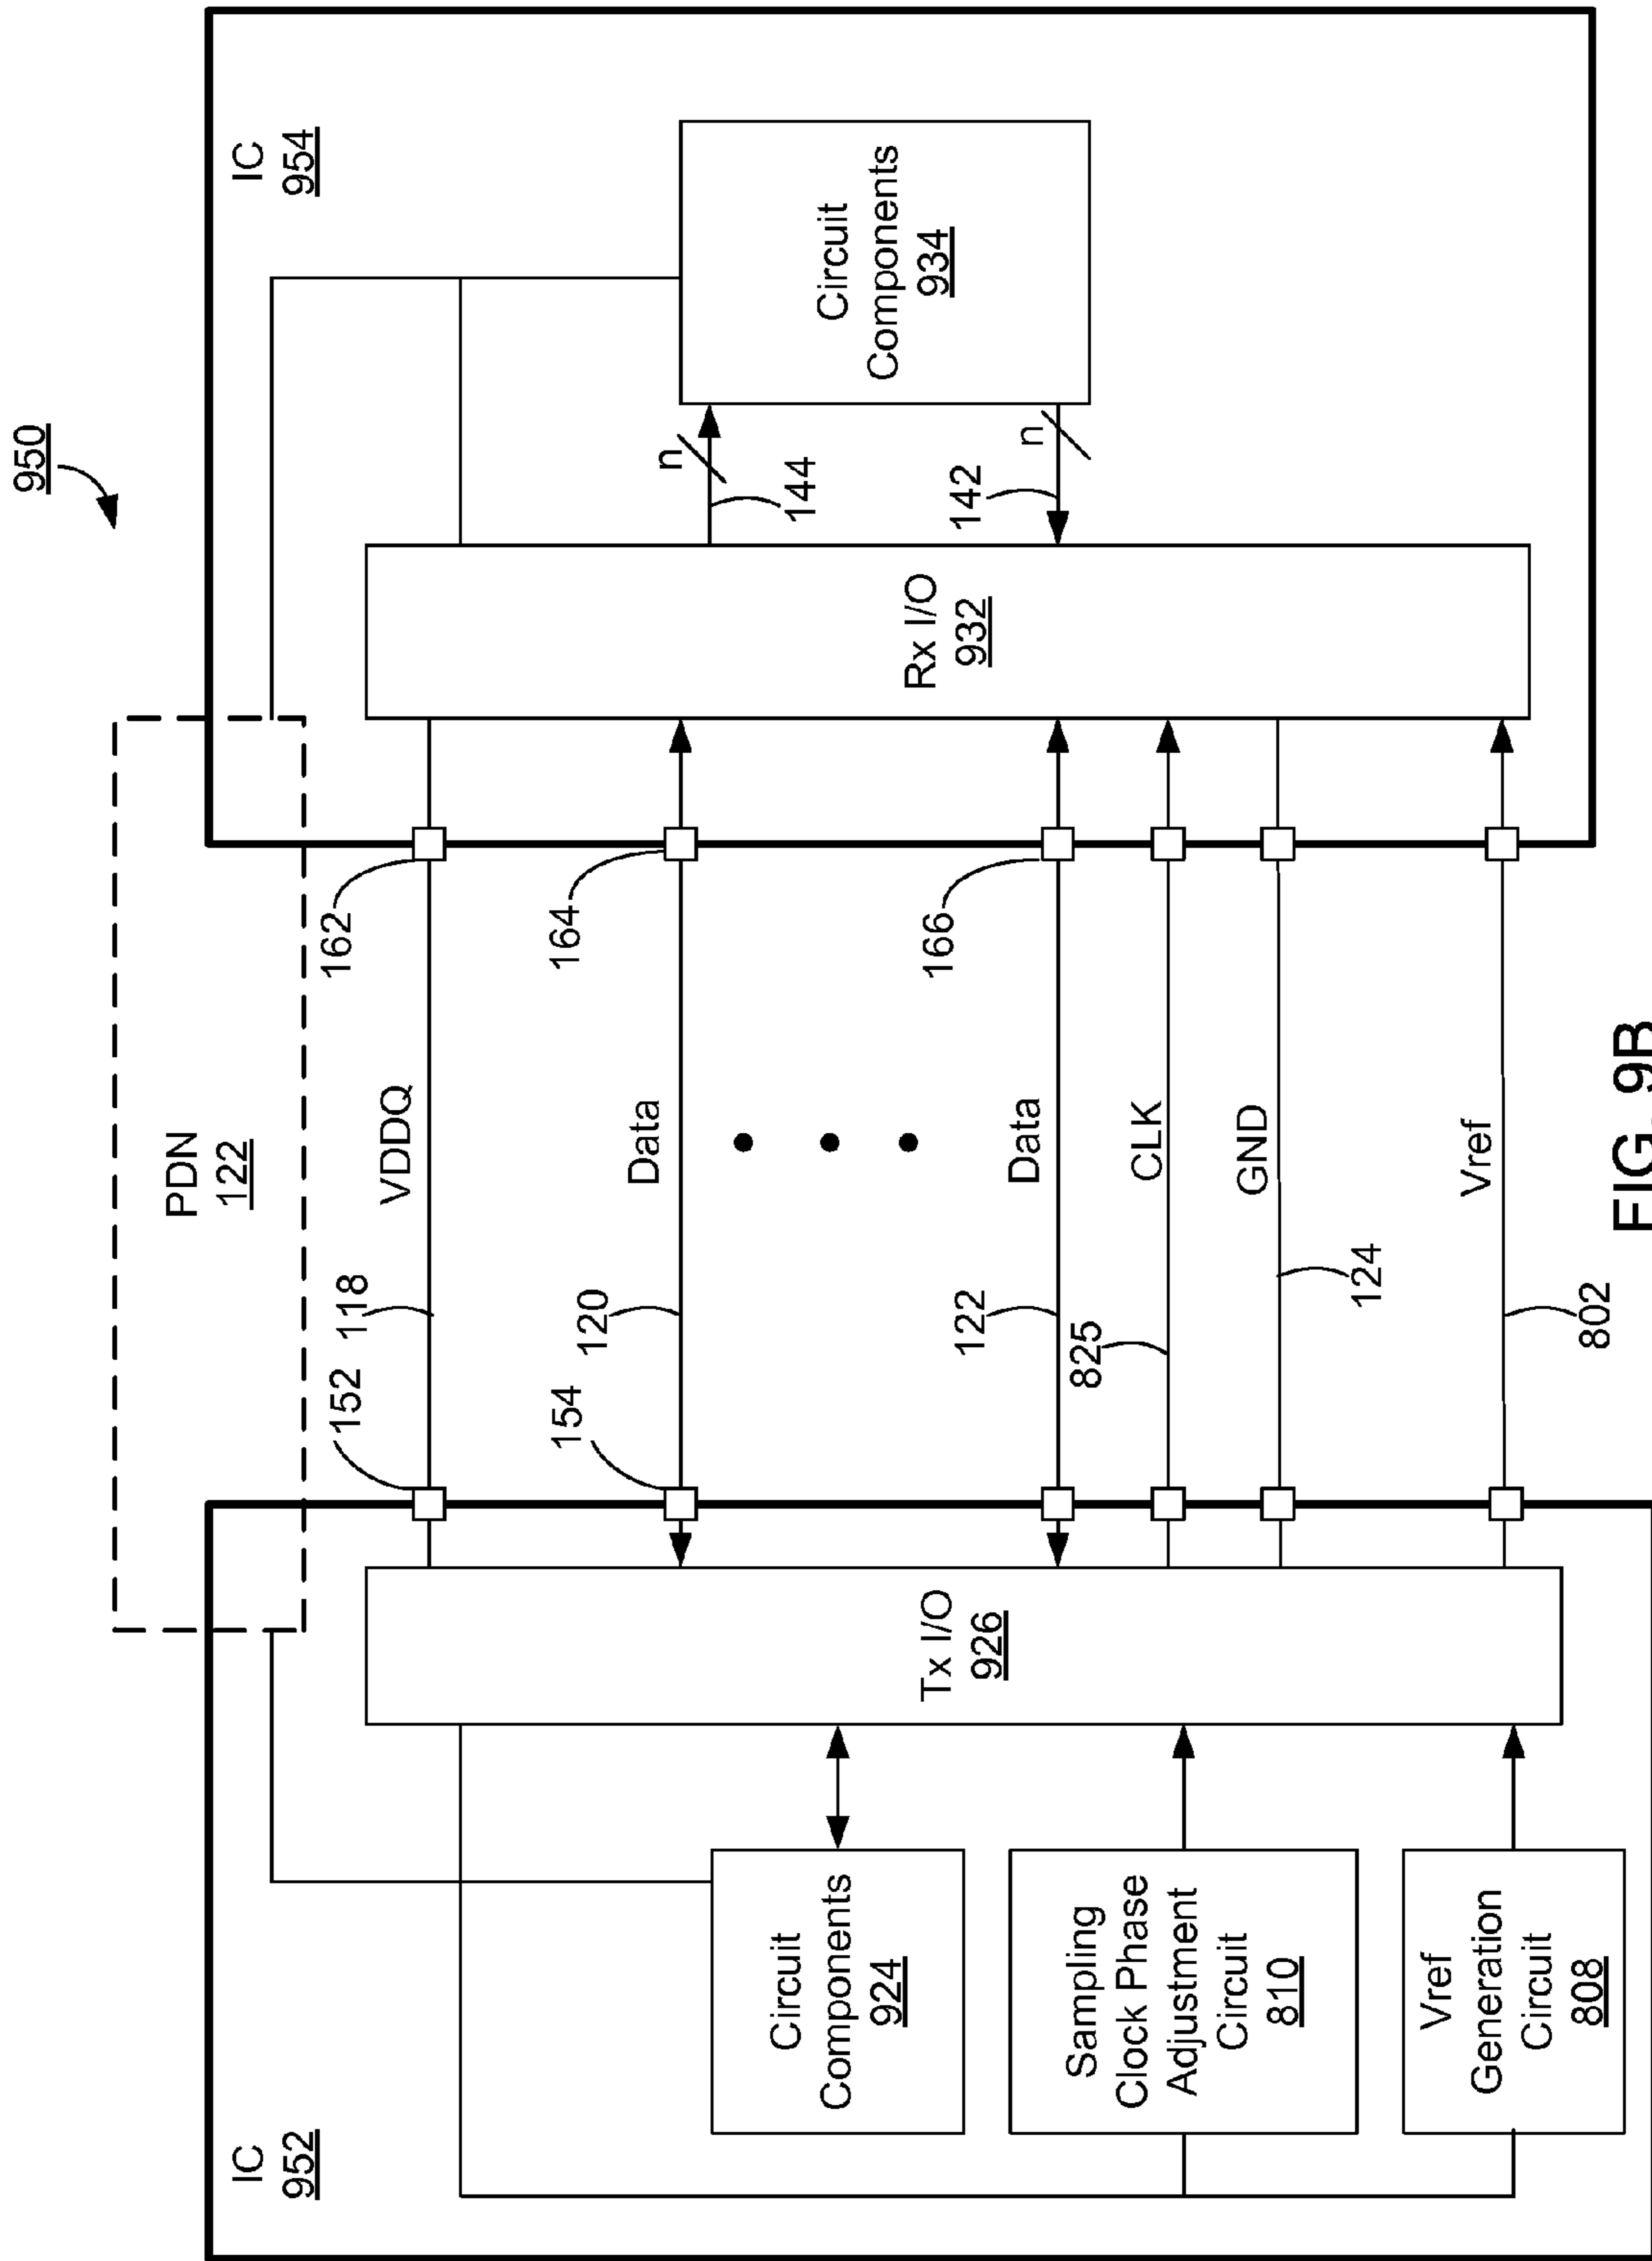 950
IC
952
Circuit
Components
924
Sampling
Clock Phase
Adjustment
Circuit
810
Vref
Generation
Circuit
808
Tx I/O
926
PDN
122
152
118
VDDQ
162
154
120
Data
164
122
Data
166
825
CLK
GND
124
Vref
802
IC
954
Rx I/O
932
n
144
n
142
Circuit
Components
934
FIG. 9B